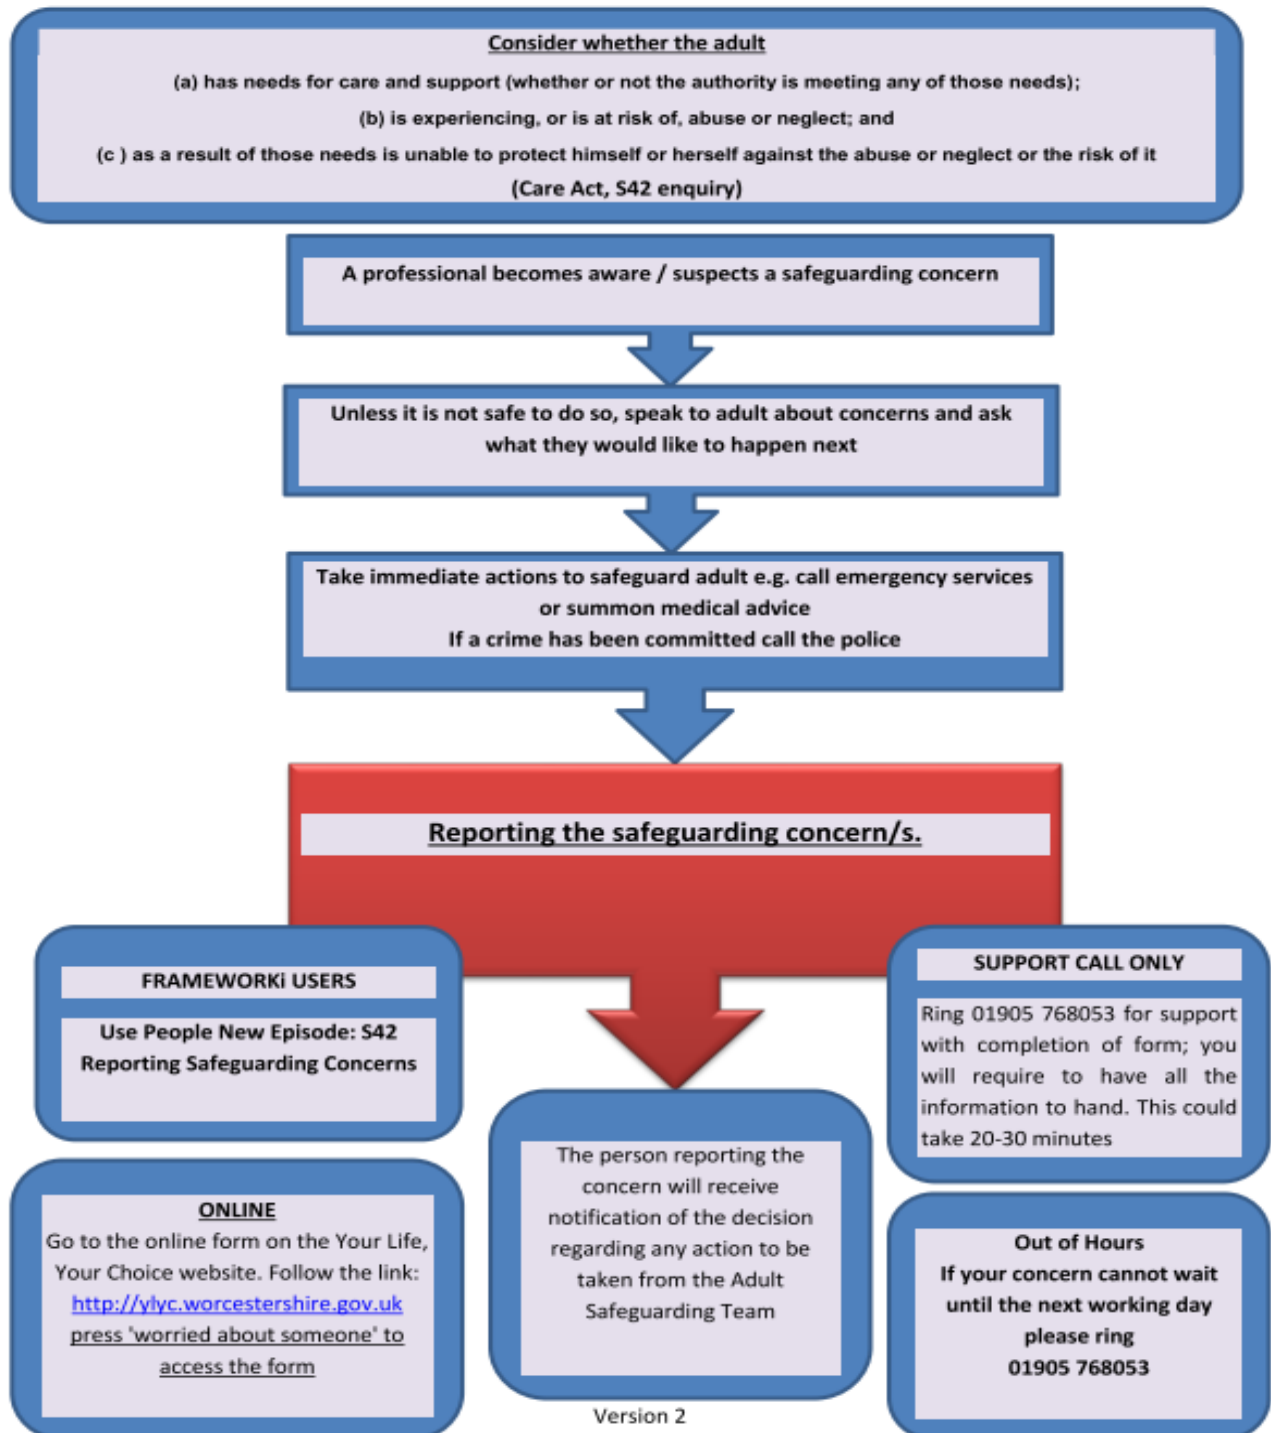 Consider whether the adult
(a) has needs for care and support (whether or not the authority is meeting any of those needs);
(b) is experiencing, or is at risk of, abuse or neglect; and
(c ) as a result of those needs is unable to protect himself or herself against the abuse or neglect or the risk of it
(Care Act, S42 enquiry)
A professional becomes aware / suspects a safeguarding concern
Unless it is not safe to do so, speak to adult about concerns and ask
what they would like to happen next
Take immediate actions to safeguard adult e.g. call emergency services
or summon medical advice
If a crime has been committed call the police
Reporting the safeguarding concern/s.
FRAMEWORKi USERS
Use People New Episode: S42
Reporting Safeguarding Concerns
ONLINE
Go to the online form on the Your Life,
Your Choice website. Follow the link:
http://ylyc.worcestershire.gov.uk
press 'worried about someone' to
access the form
The person reporting the
concern will receive
notification of the decision
regarding any action to be
taken from the Adult
Safeguarding Team
SUPPORT CALL ONLY
Ring 01905 768053 for support
with completion of form; you
will require to have all the
information to hand. This could
take 20-30 minutes
Out of Hours
If your concern cannot wait
until the next working day
please ring
01905 768053
Version 2